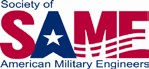 Society of
SAME
American Military Engineers